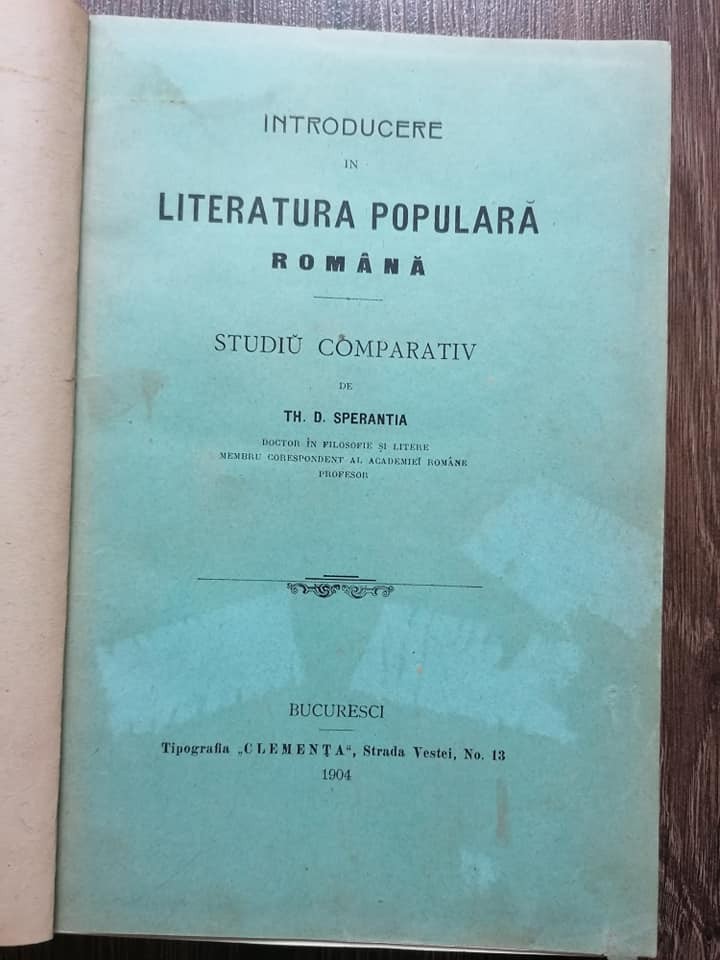 INTRODUCERE
IN
LITERATURA POPULARĂ
ROMÂNĂ
STUDIŬ COMPARATIV
DE
TH. D. SPERANTIA
DOCTOR ÎN FILOSOFIE ȘI LITERE
MEMBRU CORESPONDENT AL ACADEMIEĬ ROMÂNE
PROFESOR
BUCURESCI
Tipografia „CLEMENȚA“, Strada Vestei, No. 13
1904